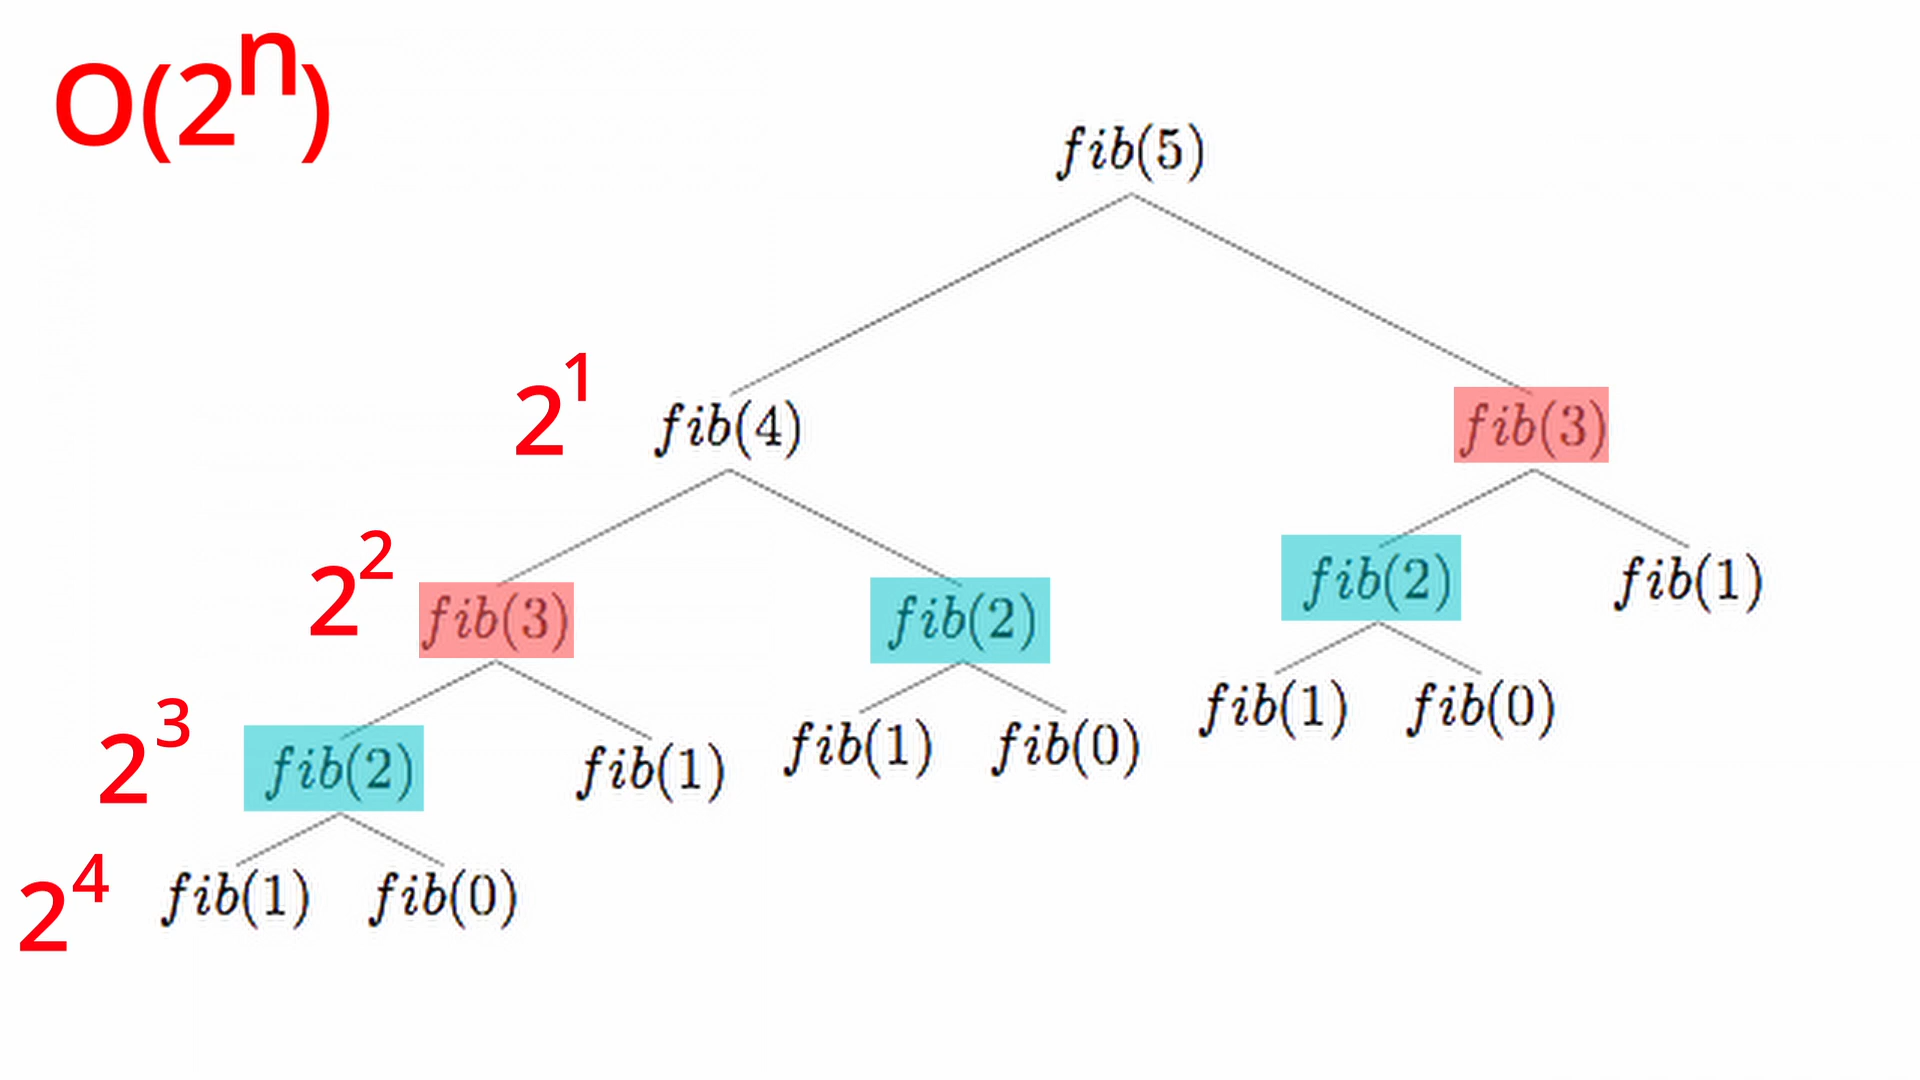 O(2ⁿ)
fib(5)
2¹ fib(4) fib(3)
2² fib(3) fib(2) fib(2) fib(1)
fib(1) fib(0)
2³ fib(2) fib(1) fib(1) fib(0)
2⁴ fib(1) fib(0)